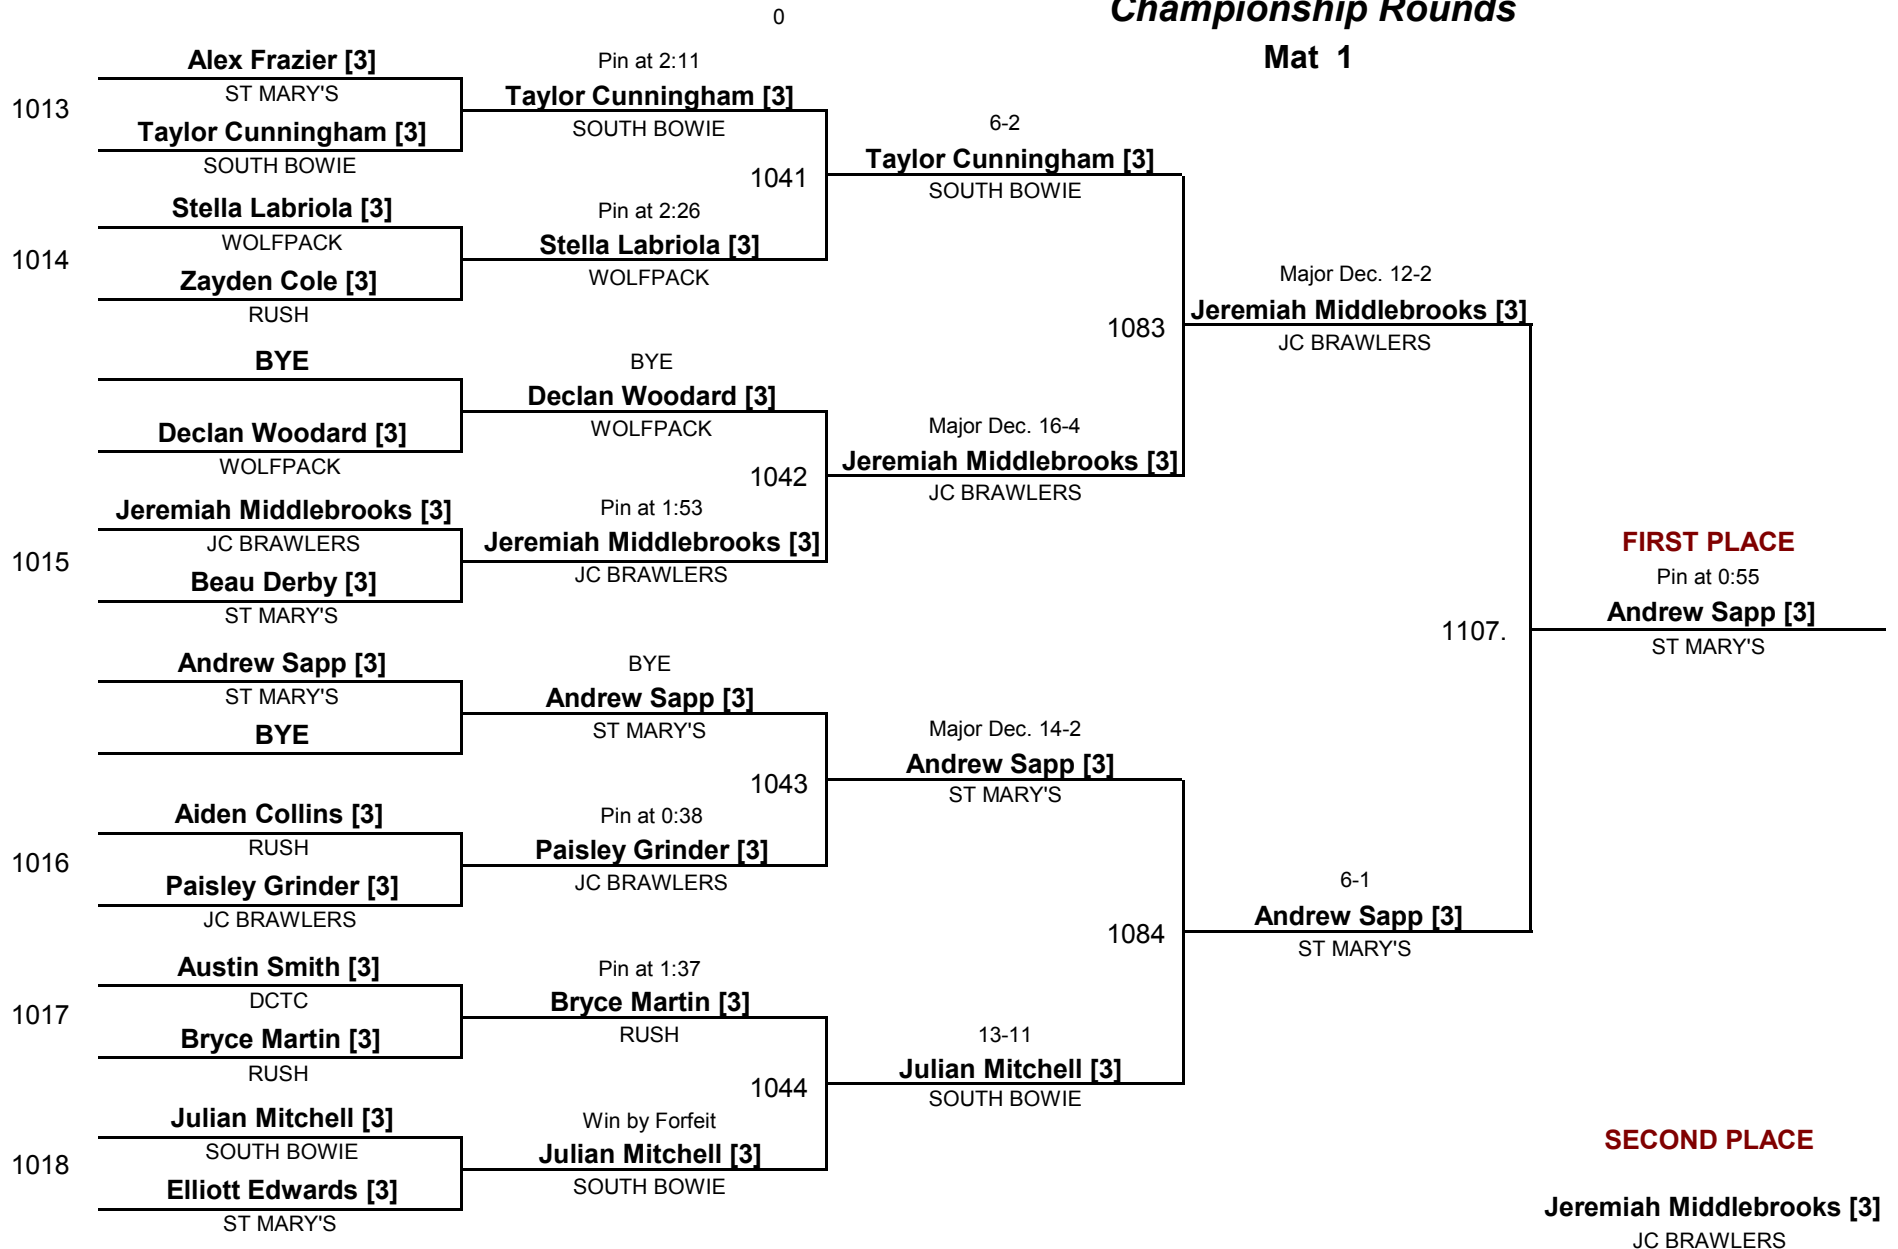 0
Championship Rounds
Mat 1
1013
Alex Frazier [3]
ST MARY'S
Taylor Cunningham [3]
SOUTH BOWIE
1014
Stella Labriola [3]
WOLFPACK
Zayden Cole [3]
RUSH
BYE
Declan Woodard [3]
WOLFPACK
1015
Jeremiah Middlebrooks [3]
JC BRAWLERS
Beau Derby [3]
ST MARY'S
Andrew Sapp [3]
ST MARY'S
BYE
1016
Aiden Collins [3]
RUSH
Paisley Grinder [3]
JC BRAWLERS
1017
Austin Smith [3]
DCTC
Bryce Martin [3]
RUSH
1018
Julian Mitchell [3]
SOUTH BOWIE
Elliott Edwards [3]
ST MARY'S
Pin at 2:11
Taylor Cunningham [3]
SOUTH BOWIE
1041
Pin at 2:26
Stella Labriola [3]
WOLFPACK
BYE
Declan Woodard [3]
WOLFPACK
1042
Pin at 1:53
Jeremiah Middlebrooks [3]
JC BRAWLERS
BYE
Andrew Sapp [3]
ST MARY'S
1043
Pin at 0:38
Paisley Grinder [3]
JC BRAWLERS
Pin at 1:37
Bryce Martin [3]
RUSH
1044
Win by Forfeit
Julian Mitchell [3]
SOUTH BOWIE
6-2
Taylor Cunningham [3]
SOUTH BOWIE
1083
Major Dec. 16-4
Jeremiah Middlebrooks [3]
JC BRAWLERS
Major Dec. 14-2
Andrew Sapp [3]
ST MARY'S
1084
13-11
Julian Mitchell [3]
SOUTH BOWIE
Major Dec. 12-2
Jeremiah Middlebrooks [3]
JC BRAWLERS
1107.
6-1
Andrew Sapp [3]
ST MARY'S
FIRST PLACE
Pin at 0:55
Andrew Sapp [3]
ST MARY'S
SECOND PLACE
Jeremiah Middlebrooks [3]
JC BRAWLERS